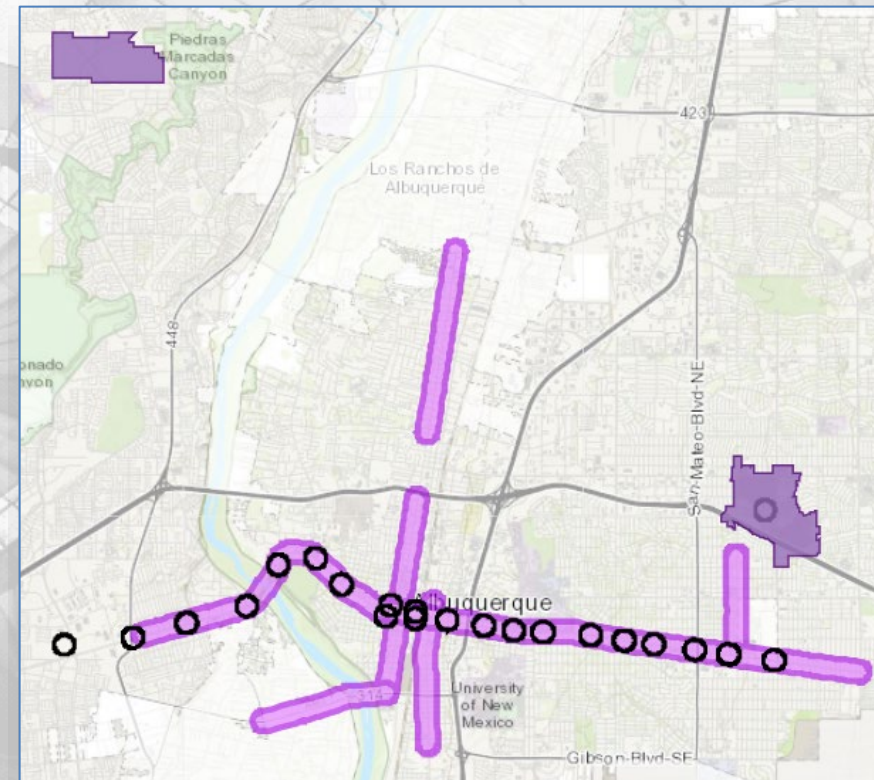 Piedras
Marcadas
Canyon
423
Los Ranchos de
Albuquerque
448
onado
nyon
San-Mateo-Blvd-NE
Albuquerque
314
University
of New
Mexico
Gibson-Blvd-SE